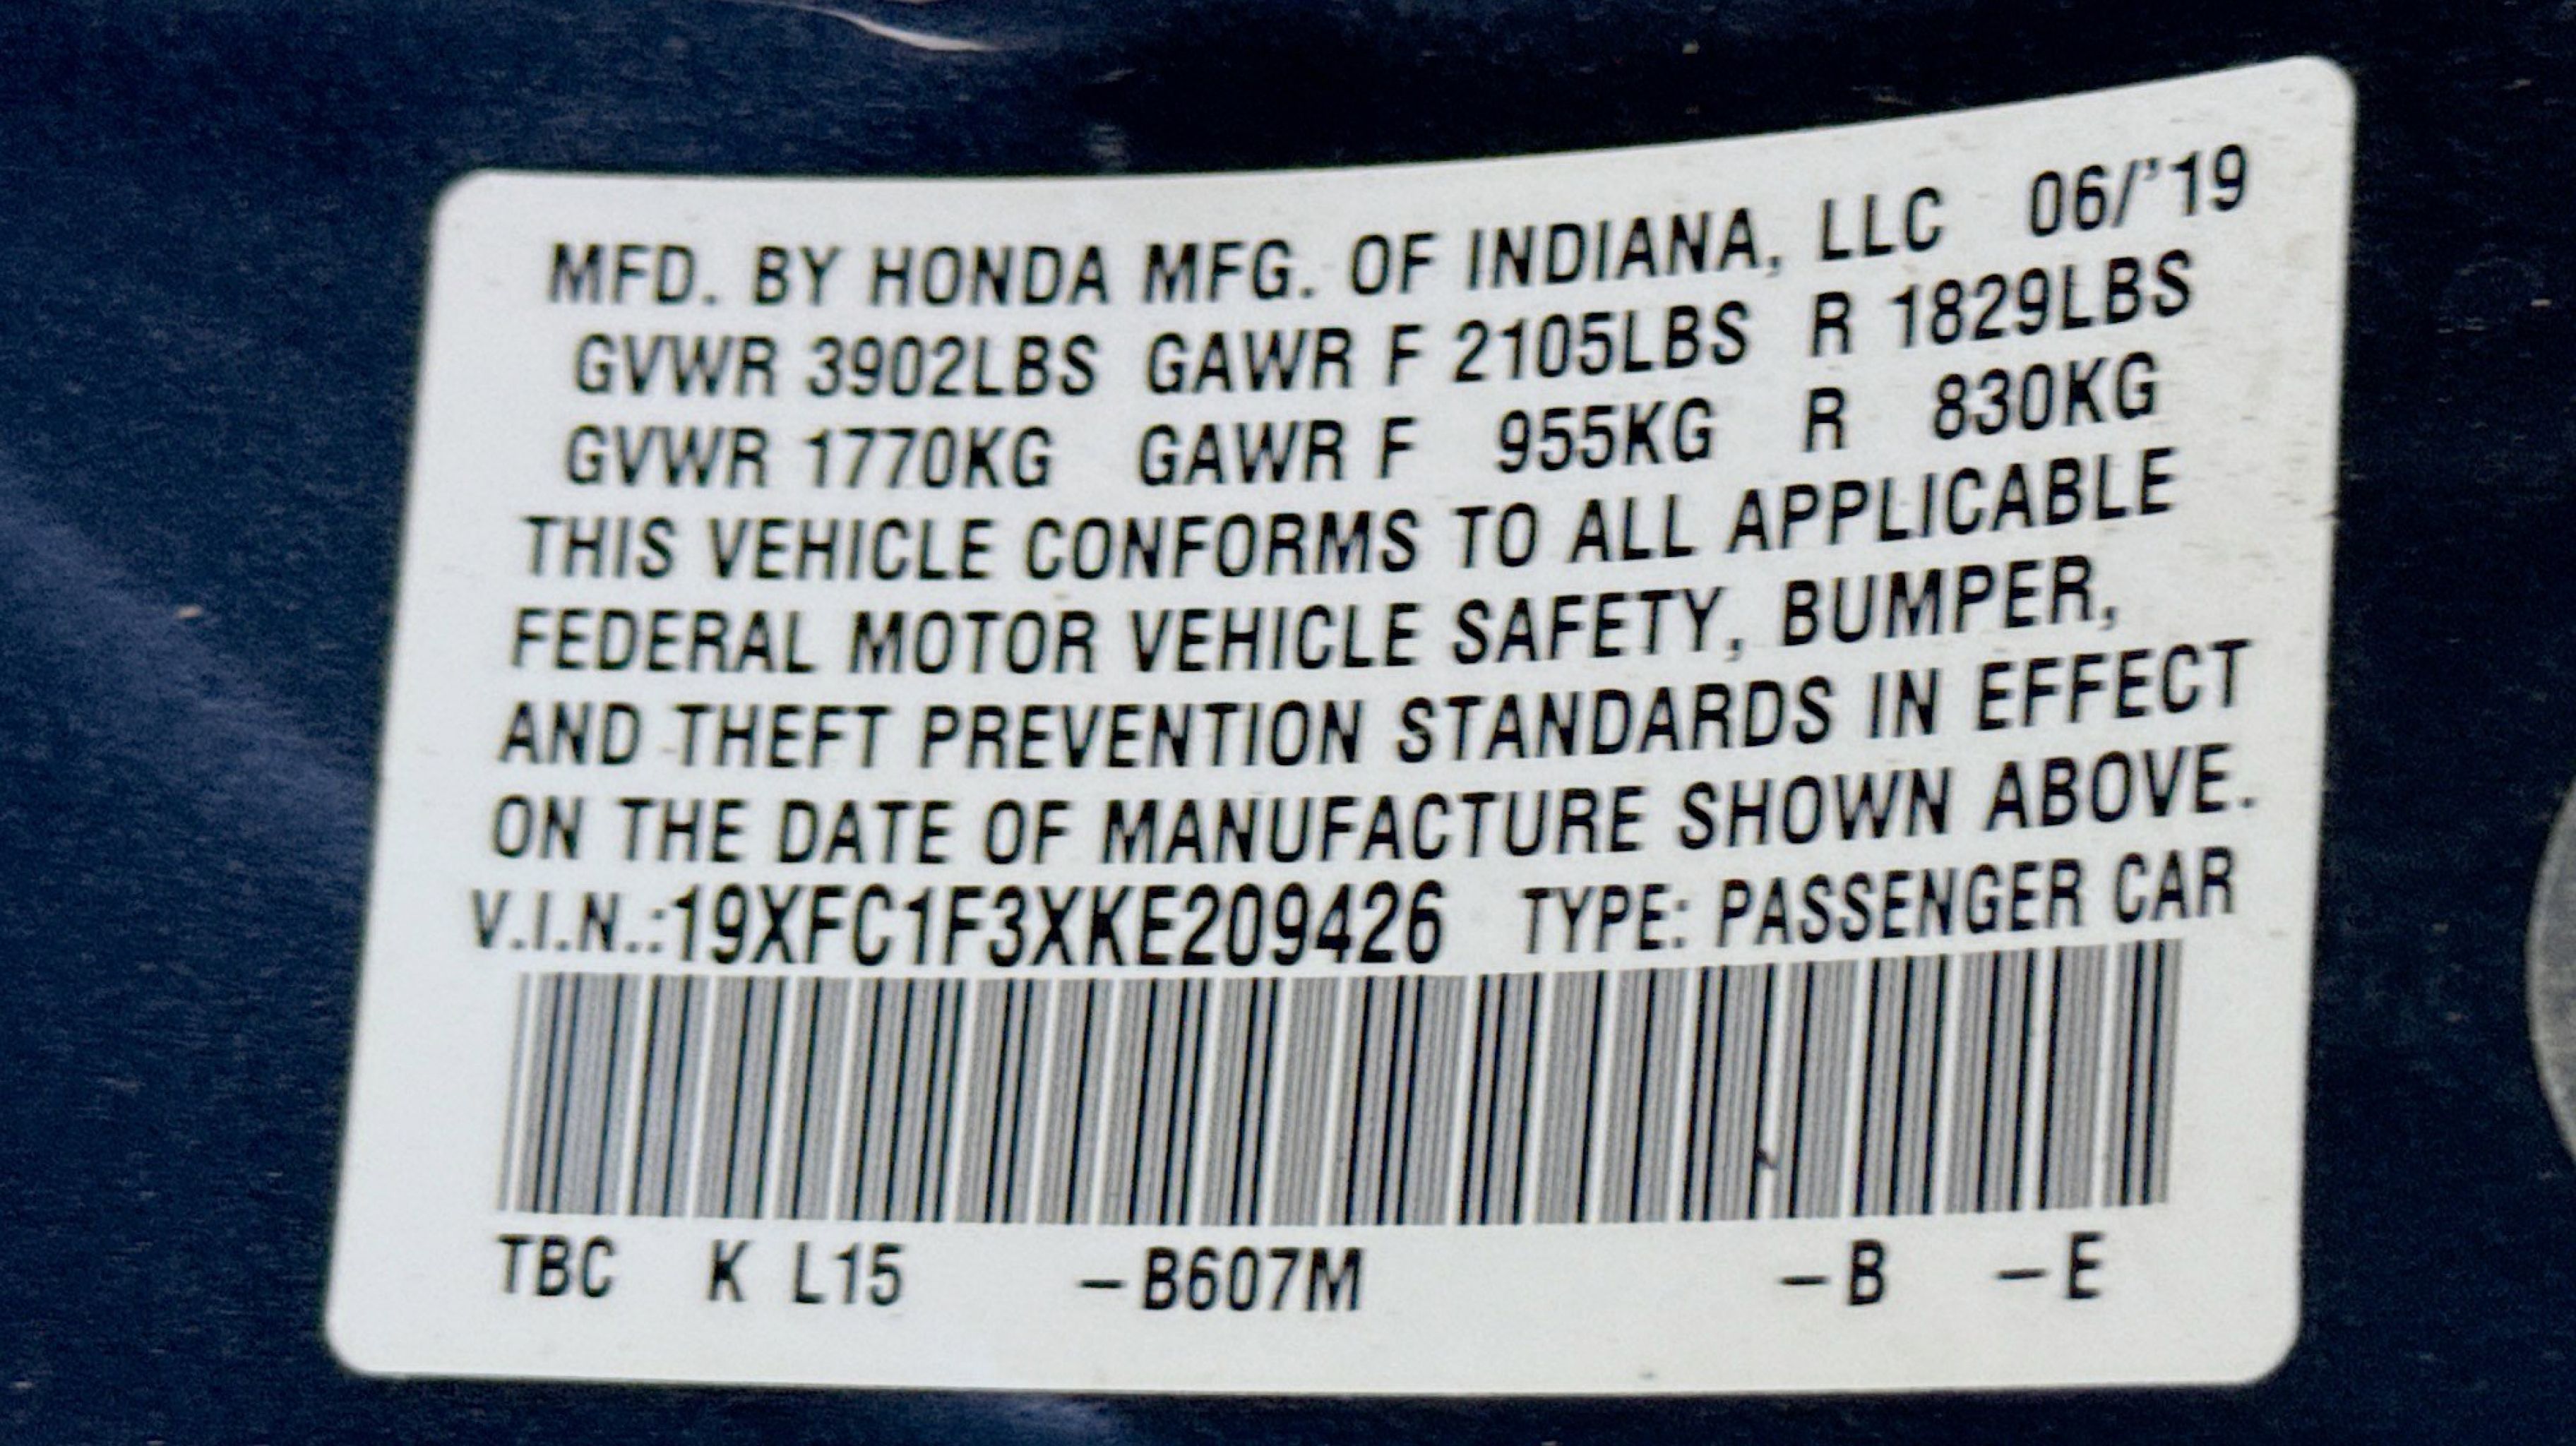 MFD. BY HONDA MFG. OF INDIANA, LLC 06/'19
GVWR 3902LBS GAWR F 2105LBS R 1829LBS
GVWR 1770KG GAWR F 955KG R 830KG
THIS VEHICLE CONFORMS TO ALL APPLICABLE
FEDERAL MOTOR VEHICLE SAFETY, BUMPER,
AND THEFT PREVENTION STANDARDS IN EFFECT
ON THE DATE OF MANUFACTURE SHOWN ABOVE.
V.I.N.:19XFC1F3XKE209426 TYPE: PASSENGER CAR
TBC K L15 –B607M –B –E